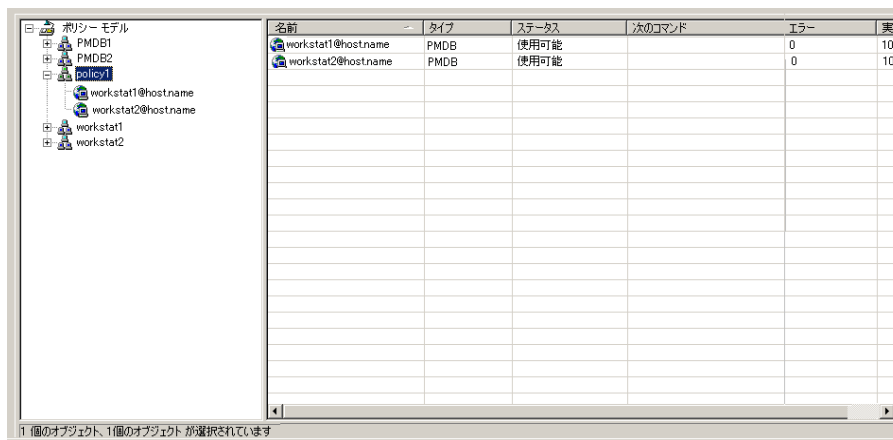 ポリシー モデル
PMDB1
PMDB2
policy1
workstat1@host.name
workstat2@host.name
workstat1
workstat2
名前 タイプ ステータス 次のコマンド エラー 実
workstat1@host.name PMDB 使用可能 0 10
workstat2@host.name PMDB 使用可能 0 10
1 個のオブジェクト、1個のオブジェクト が選択されています